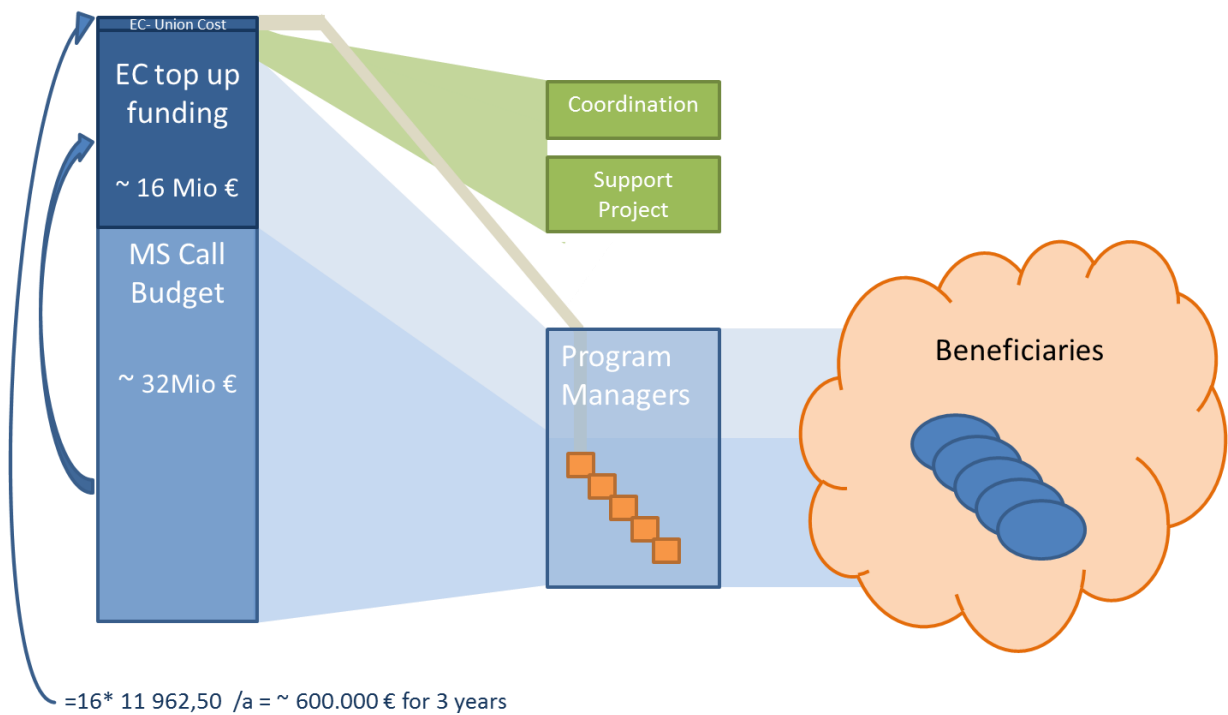 EC- Union Cost
EC top up
funding
~ 16 Mio €
MS Call
Budget
~ 32Mio €
Coordination
Support
Project
Program
Managers
Beneficiaries
=16* 11 962,50 /a = ~ 600.000 € for 3 years